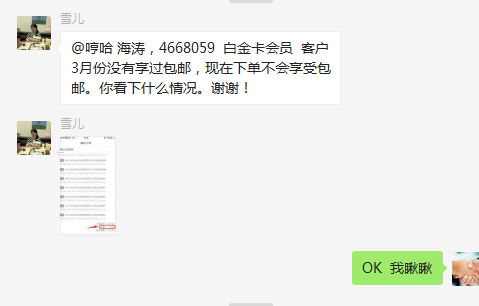 雪儿
@哼哈 海涛，4668059  白金卡会员  客户
3月份没有享过包邮，现在下单不会享受包
邮。你看下什么情况。谢谢！
雪儿
OK  我瞅瞅